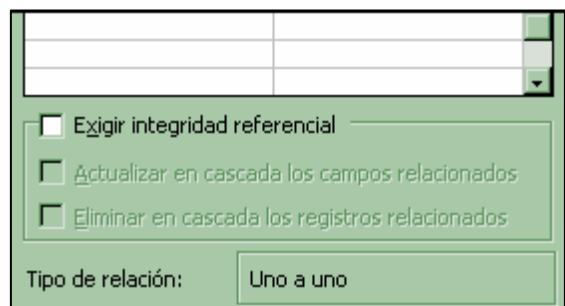 Exigir integridad referencial
Actualizar en cascada los campos relacionados
Eliminar en cascada los registros relacionados
Tipo de relación: Uno a uno